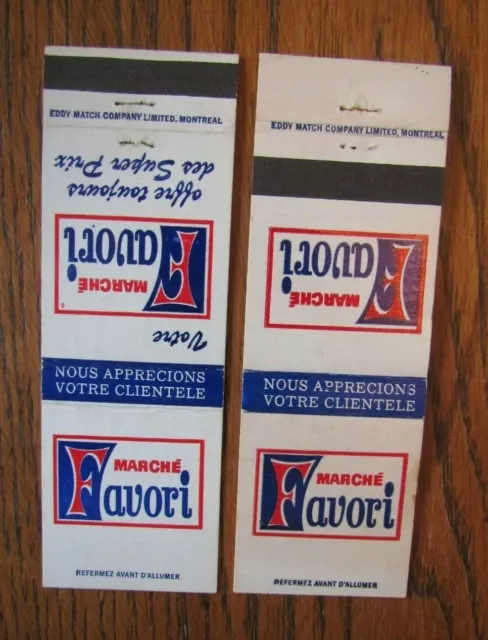 EDDY MATCH COMPANY LIMITED, MONTREAL
offre toujours
des Super Prix
MARCHÉ
Favori
Votre
NOUS APPRECIONS
VOTRE CLIENTELE
MARCHÉ
Favori
REFERMEZ AVANT D'ALLUMER
EDDY MATCH COMPANY LIMITED, MONTREAL
MARCHÉ
Favori
NOUS APPRECIONS
VOTRE CLIENTELE
MARCHÉ
Favori
REFERMEZ AVANT D'ALLUMER